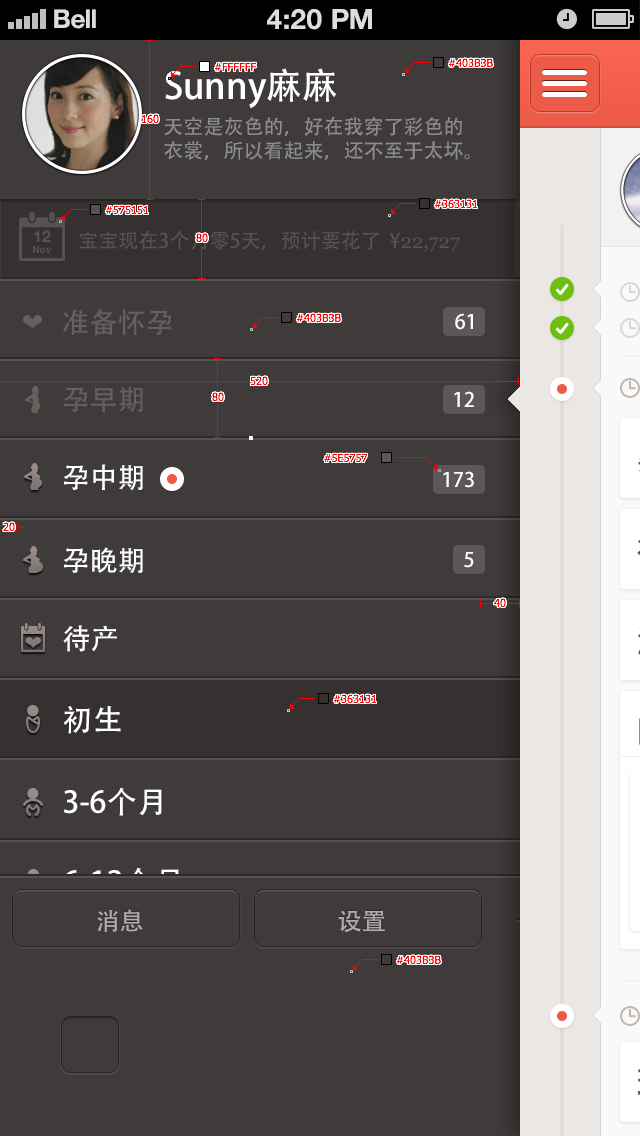 Bell 4:20 PM
#FFFFFF
#403B3B
Sunny麻麻
160
天空是灰色的，好在我穿了彩色的
衣裳，所以看起来，还不至于太坏。
#575151
#363131
12
Nov
宝宝现在3个月零5天，预计要花了 ¥22,727
80
#403B3B
准备怀孕 61
520
80
孕早期 12
#5E5757
孕中期 173
20
孕晚期 5
40
待产
#363131
初生
3-6个月
消息 设置
#403B3B